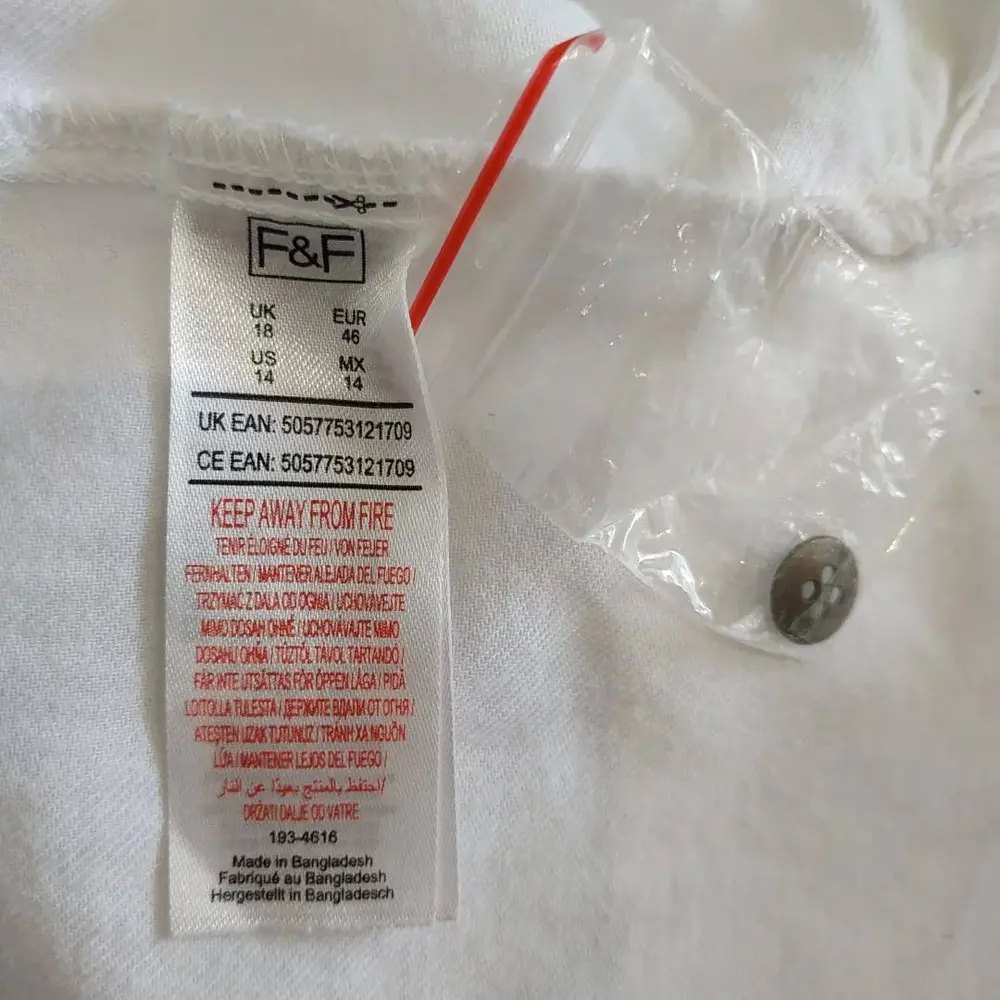 F&F
UK EUR
18 46
US MX
14 14
UK EAN: 5057753121709
CE EAN: 5057753121709
KEEP AWAY FROM FIRE
TENIR ÉLOIGNÉ DU FEU / VON FEUER
FERNHALTEN / MANTENER ALEJADA DEL FUEGO /
TRZYMAĆ Z DALA OD OGNIA / UCHOVÁVEJTE
MIMO DOSAH OHNĚ / UCHOVÁVAJTE MIMO
DOSAHU OHŇA / TŰZTŐL TÁVOL TARTANDÓ /
FÅR INTE UTSÄTTAS FÖR ÖPPEN LÅGA / PIDÄ
LOITOLLA TULESTA / ДЕРЖИТЕ ВДАЛИ ОТ ОГНЯ /
ATEŞTEN UZAK TUTUNUZ / TRÁNH XA NGUỒN
LỬA / MANTENER LEJOS DEL FUEGO /
احتفظ بالمنتج بعيدًا عن النار/
DRŽATI DALJE OD VATRE
193-4616
Made in Bangladesh
Fabriqué au Bangladesh
Hergestellt in Bangladesch